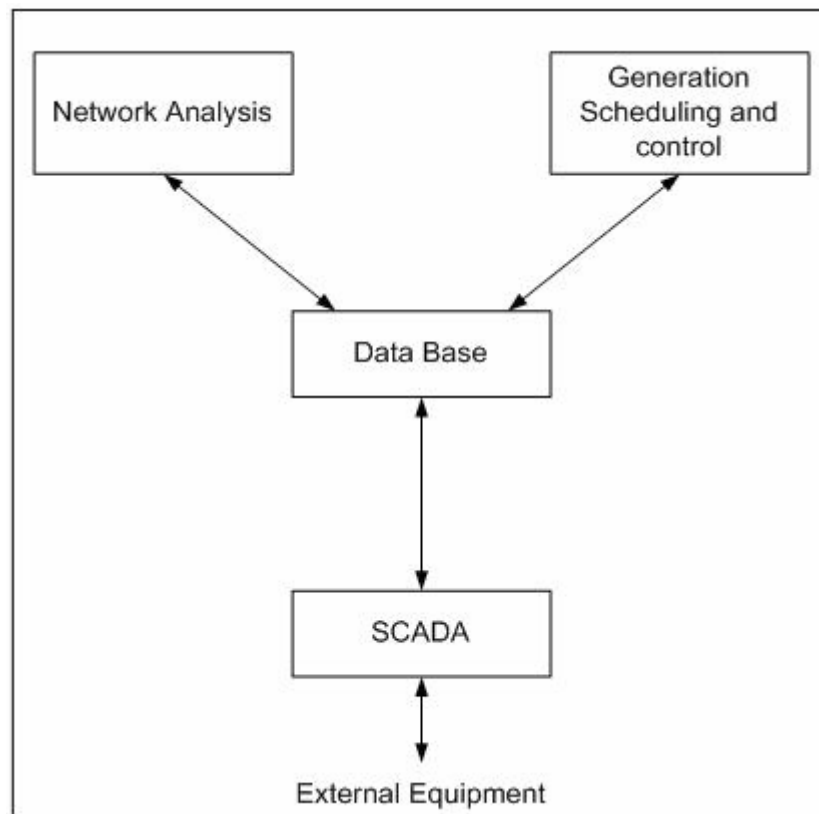 Network Analysis
Generation
Scheduling and
control
Data Base
SCADA
External Equipment